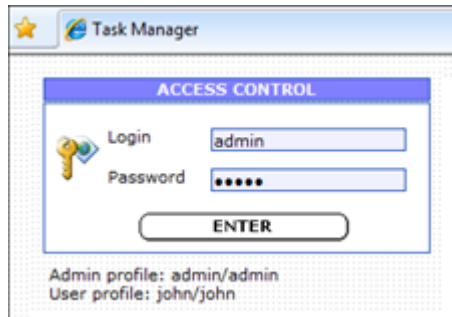 Task Manager
ACCESS CONTROL
Login admin
Password •••••
ENTER
Admin profile: admin/admin
User profile: john/john